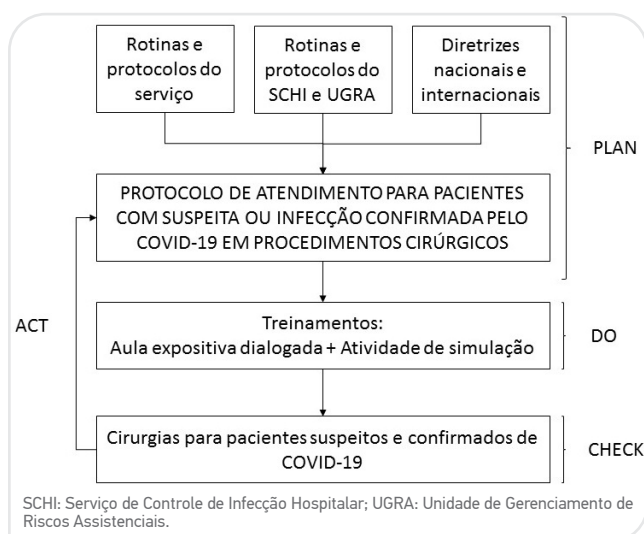 Rotinas e
protocolos do
serviço
Rotinas e
protocolos do
SCHI e UGRA
Diretrizes
nacionais e
internacionais
PLAN
PROTOCOLO DE ATENDIMENTO PARA PACIENTES
COM SUSPEITA OU INFECÇÃO CONFIRMADA PELO
COVID-19 EM PROCEDIMENTOS CIRÚRGICOS
ACT
Treinamentos:
Aula expositiva dialogada + Atividade de simulação
DO
Cirurgias para pacientes suspeitos e confirmados de
COVID-19
CHECK
SCHI: Serviço de Controle de Infecção Hospitalar; UGRA: Unidade de Gerenciamento de
Riscos Assistenciais.